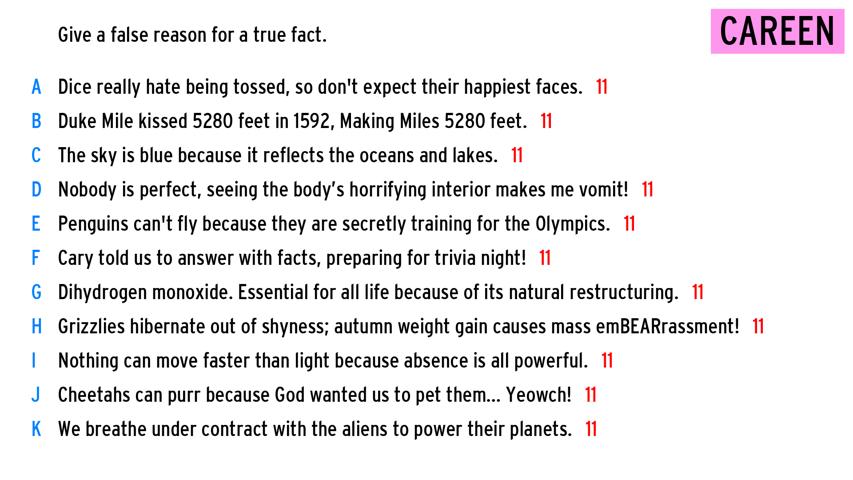 Give a false reason for a true fact.
CAREEN
A Dice really hate being tossed, so don't expect their happiest faces. 11
B Duke Mile kissed 5280 feet in 1592, Making Miles 5280 feet. 11
C The sky is blue because it reflects the oceans and lakes. 11
D Nobody is perfect, seeing the body’s horrifying interior makes me vomit! 11
E Penguins can't fly because they are secretly training for the Olympics. 11
F Cary told us to answer with facts, preparing for trivia night! 11
G Dihydrogen monoxide. Essential for all life because of its natural restructuring. 11
H Grizzlies hibernate out of shyness; autumn weight gain causes mass emBEARrassment! 11
I Nothing can move faster than light because absence is all powerful. 11
J Cheetahs can purr because God wanted us to pet them... Yeowch! 11
K We breathe under contract with the aliens to power their planets. 11